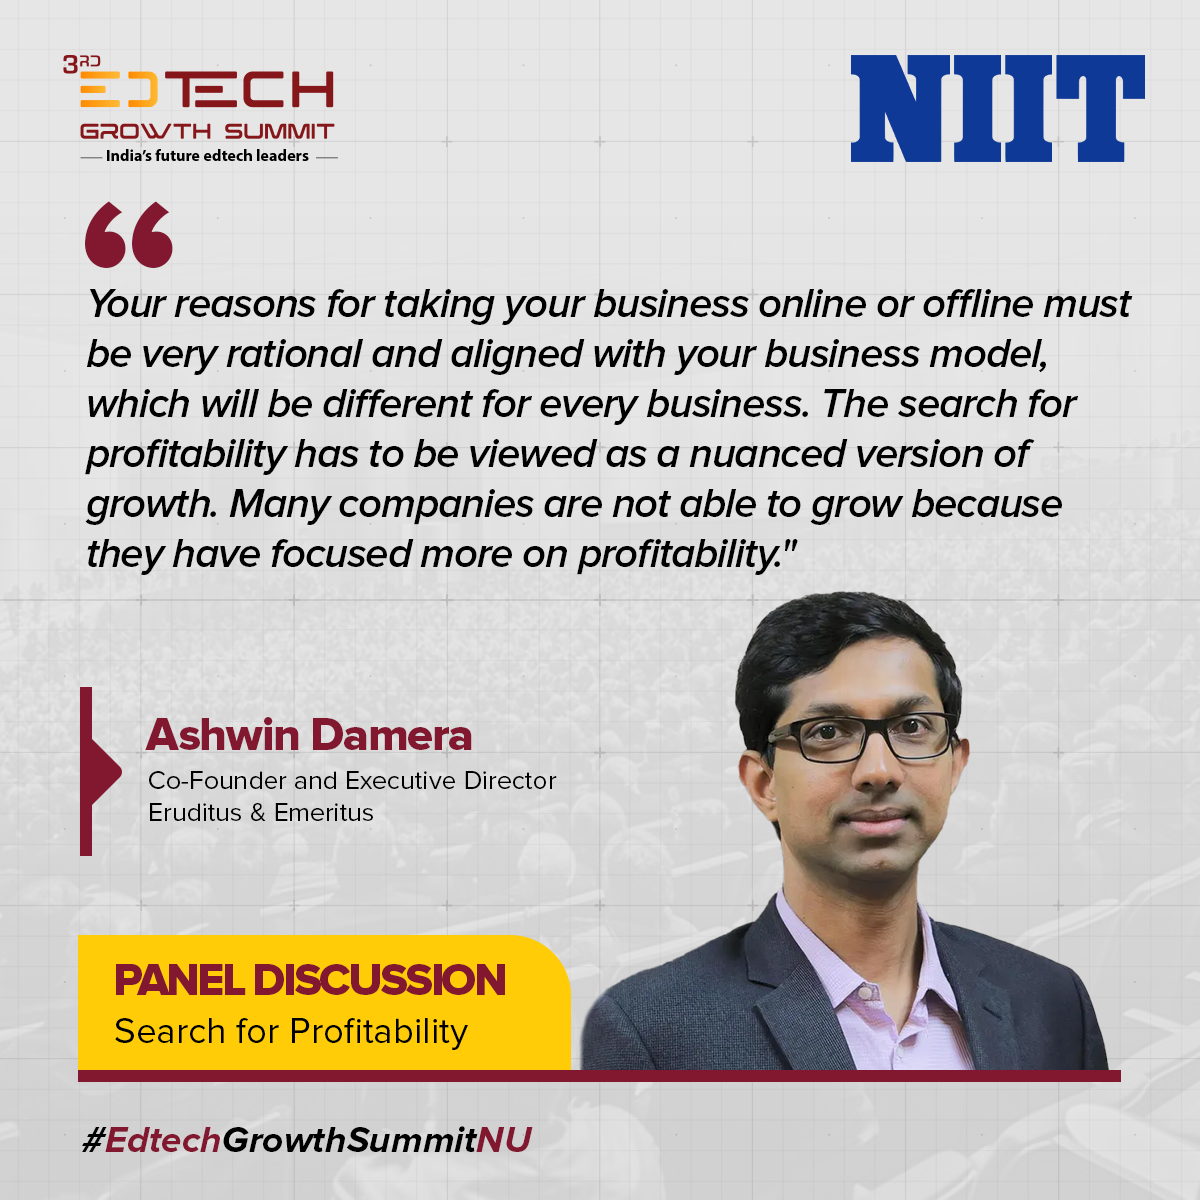 3RD
EDTECH
GROWTH SUMMIT
India's future edtech leaders
NIIT
“
Your reasons for taking your business online or offline must
be very rational and aligned with your business model,
which will be different for every business. The search for
profitability has to be viewed as a nuanced version of
growth. Many companies are not able to grow because
they have focused more on profitability."
Ashwin Damera
Co-Founder and Executive Director
Eruditus & Emeritus
PANEL DISCUSSION
Search for Profitability
#EdtechGrowthSummitNU